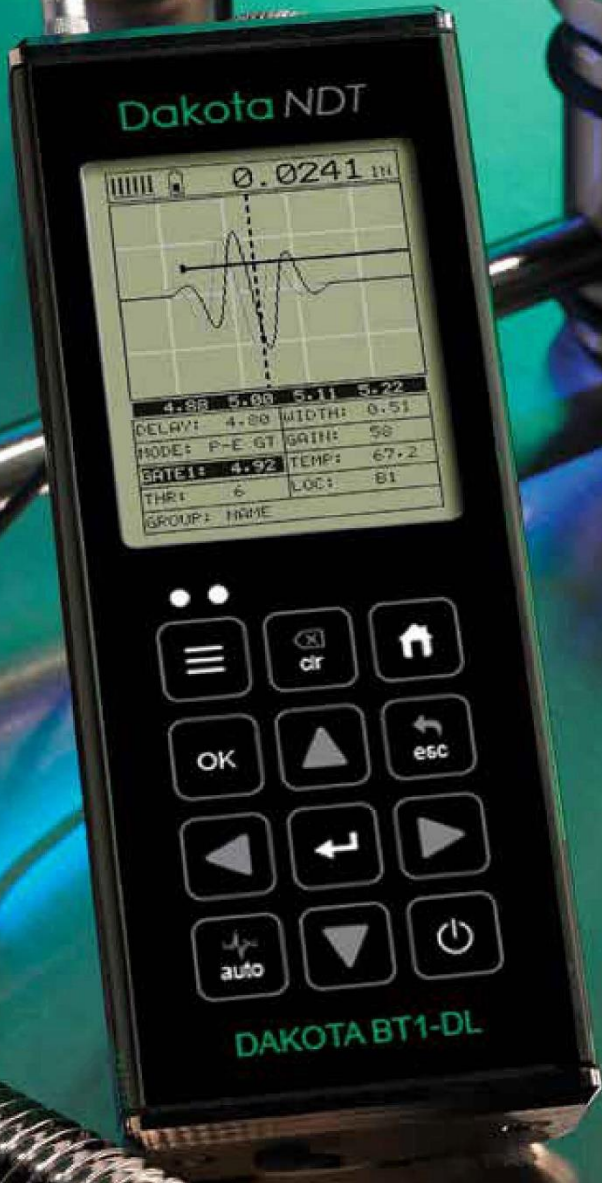 Dakota NDT
0.0241 IN
4.88 5.00 5.11 5.22
DELAY: 4.80 WIDTH: 0.51
MODE: P-E GT GAIN: 50
GATE1: 4.92 TEMP: 67.2
THR: 6 LOC: 81
GROUP: NAME
clr
OK
esc
auto
DAKOTA BT1-DL